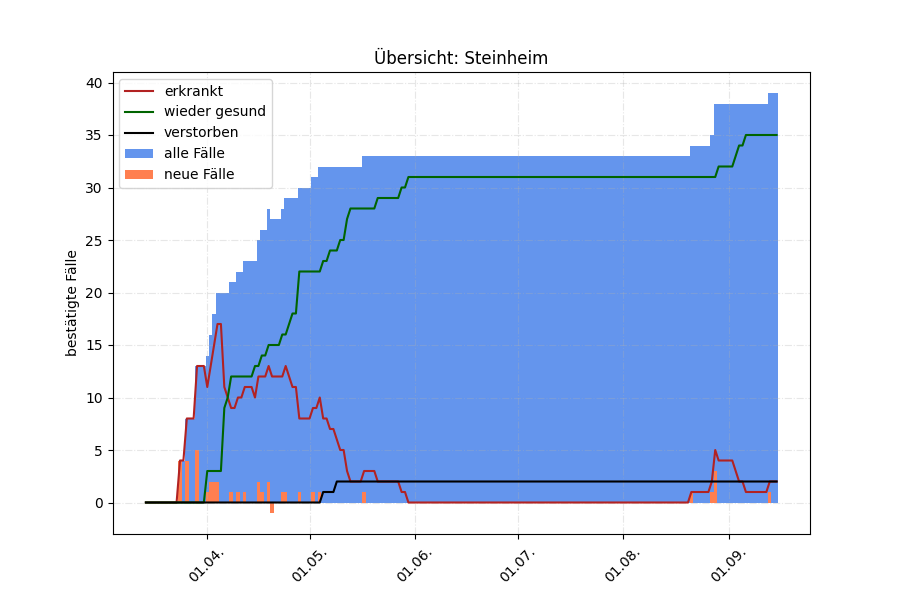 Übersicht: Steinheim
erkrankt
wieder gesund
verstorben
alle Fälle
neue Fälle
bestätigte Fälle
40
35
30
25
20
15
10
5
0
01.04.
01.05.
01.06.
01.07.
01.08.
01.09.